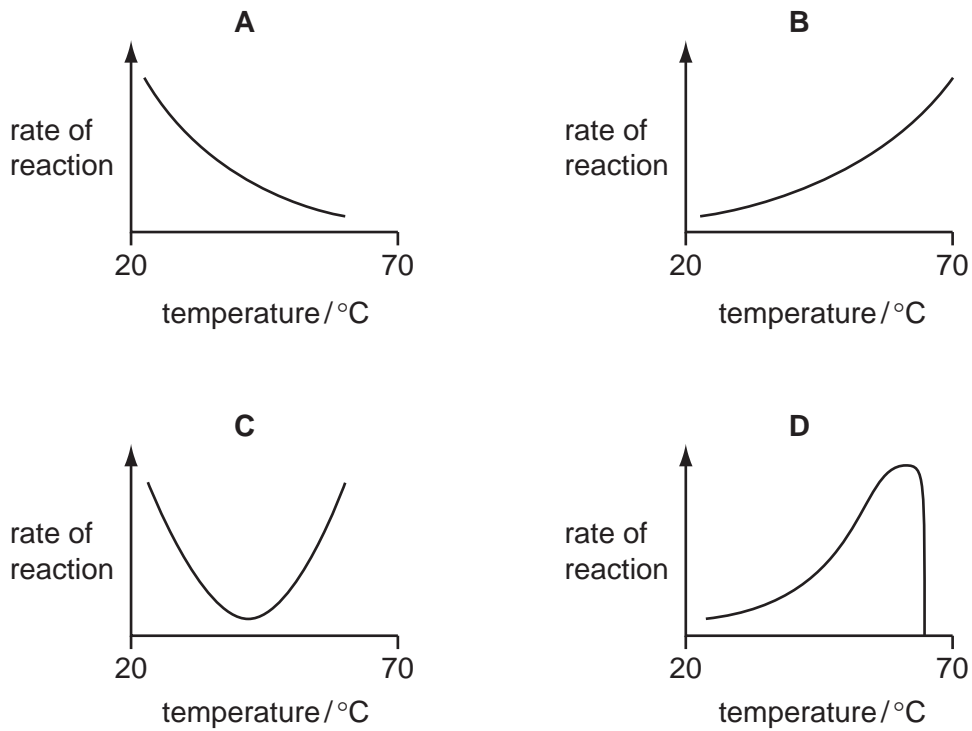 A
rate of
reaction
20
70
temperature / °C
B
rate of
reaction
20
70
temperature / °C
C
rate of
reaction
20
70
temperature / °C
D
rate of
reaction
20
70
temperature / °C